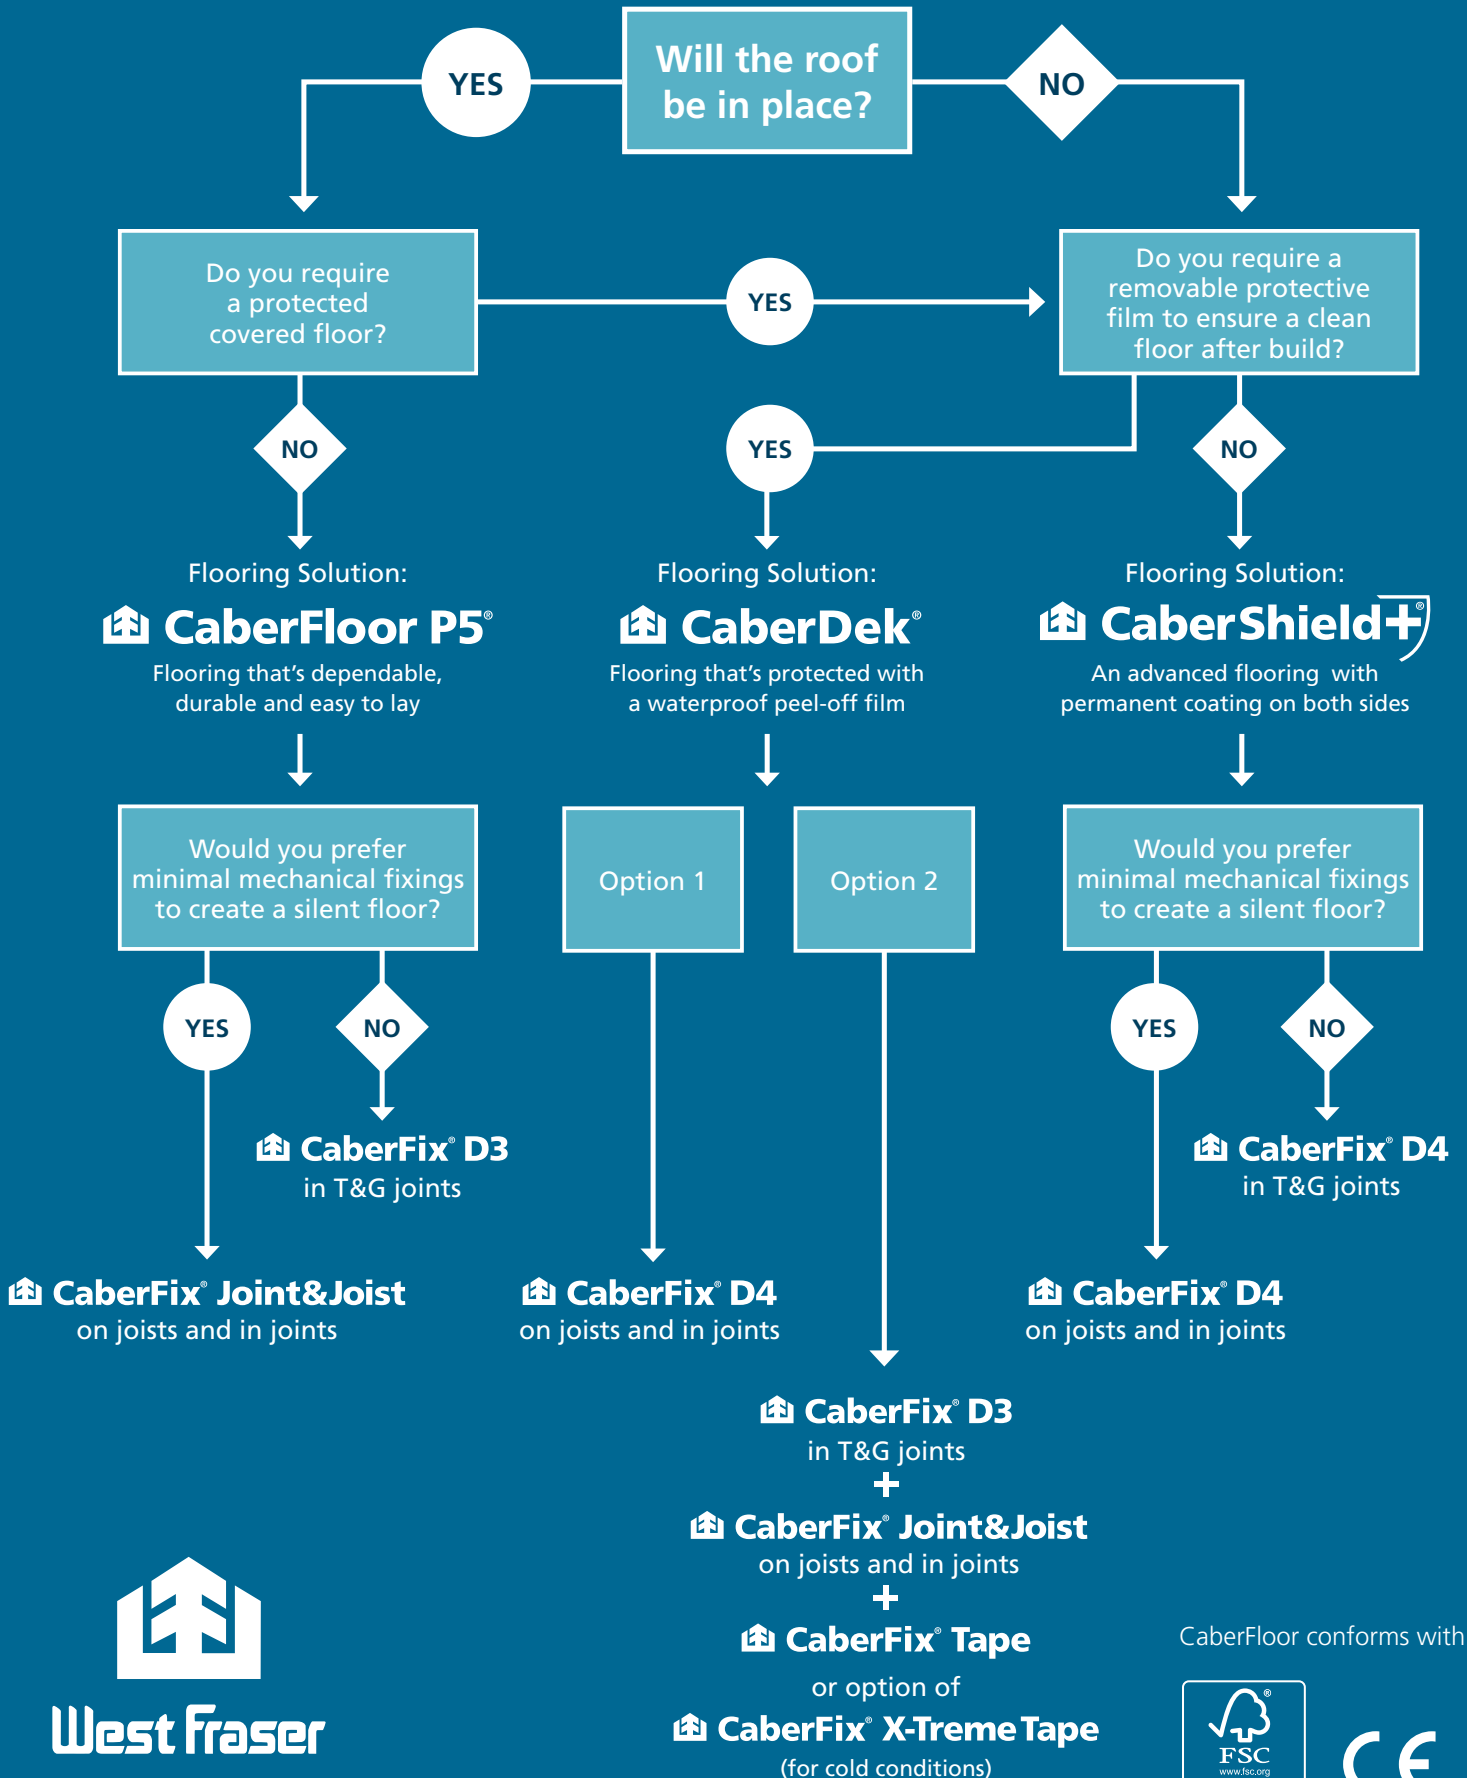 Will the roof
be in place?
YES
NO
Do you require
a protected
covered floor?
YES
Do you require a
removable protective
film to ensure a clean
floor after build?
NO
YES
NO
Flooring Solution:
CaberFloor P5®
Flooring that's dependable,
durable and easy to lay
Flooring Solution:
CaberDek®
Flooring that's protected with
a waterproof peel-off film
Flooring Solution:
CaberShield+®
An advanced flooring with
permanent coating on both sides
Would you prefer
minimal mechanical fixings
to create a silent floor?
Option 1
Option 2
Would you prefer
minimal mechanical fixings
to create a silent floor?
YES
NO
YES
NO
CaberFix® D3
in T&G joints
CaberFix® D4
in T&G joints
CaberFix® Joint&Joist
on joists and in joints
CaberFix® D4
on joists and in joints
CaberFix® D4
on joists and in joints
CaberFix® D3
in T&G joints
+
CaberFix® Joint&Joist
on joists and in joints
+
CaberFix® Tape
or option of
CaberFix® X-Treme Tape
(for cold conditions)
West Fraser
CaberFloor conforms with
®
FSC
www.fsc.org
CE